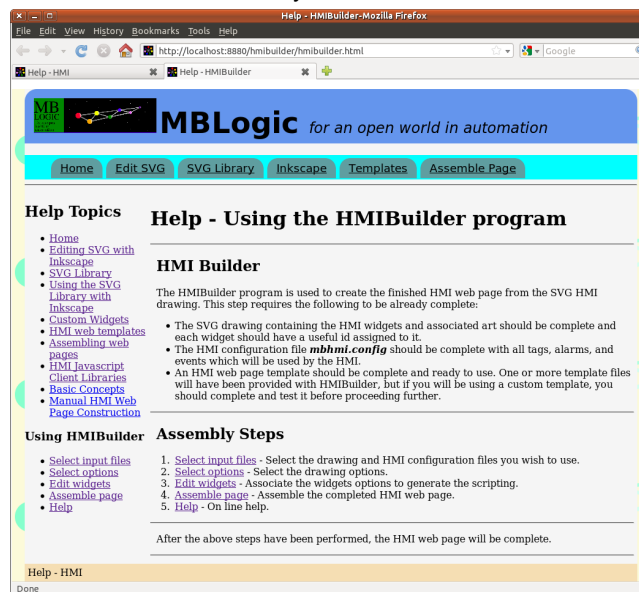 Help - HMIBuilder-Mozilla Firefox
File Edit View History Bookmarks Tools Help
http://localhost:8880/hmibuilder/hmibuilder.html
Google
Help - HMI
Help - HMIBuilder
MB
LOGIC
MBLogic for an open world in automation
Home Edit SVG SVG Library Inkscape Templates Assemble Page
Help Topics
• Home
• Editing SVG with
Inkscape
• SVG Library
• Using the SVG
Library with
Inkscape
• Custom Widgets
• HMI web templates
• Assembling web
pages
• HMI Javascript
Client Libraries
• Basic Concepts
• Manual HMI Web
Page Construction
Using HMIBuilder
• Select input files
• Select options
• Edit widgets
• Assemble page
• Help
Help - Using the HMIBuilder program
HMI Builder
The HMIBuilder program is used to create the finished HMI web page from the SVG HMI
drawing. This step requires the following to be already complete:
• The SVG drawing containing the HMI widgets and associated art should be complete and
each widget should have a useful id assigned to it.
• The HMI configuration file mbhmi.config should be complete with all tags, alarms, and
events which will be used by the HMI.
• An HMI web page template should be complete and ready to use. One or more template files
will have been provided with HMIBuilder, but if you will be using a custom template, you
should complete and test it before proceeding further.
Assembly Steps
1. Select input files - Select the drawing and HMI configuration files you wish to use.
2. Select options - Select the drawing options.
3. Edit widgets - Associate the widgets options to generate the scripting.
4. Assemble page - Assemble the completed HMI web page.
5. Help - On line help.
After the above steps have been performed, the HMI web page will be complete.
Help - HMI
Done